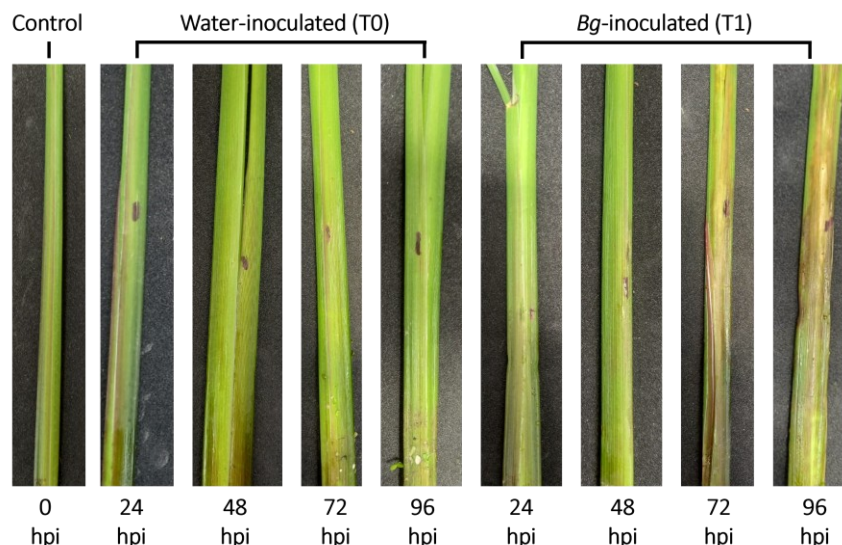 Control
Water-inoculated (T0)
Bg-inoculated (T1)
0
hpi
24
hpi
48
hpi
72
hpi
96
hpi
24
hpi
48
hpi
72
hpi
96
hpi